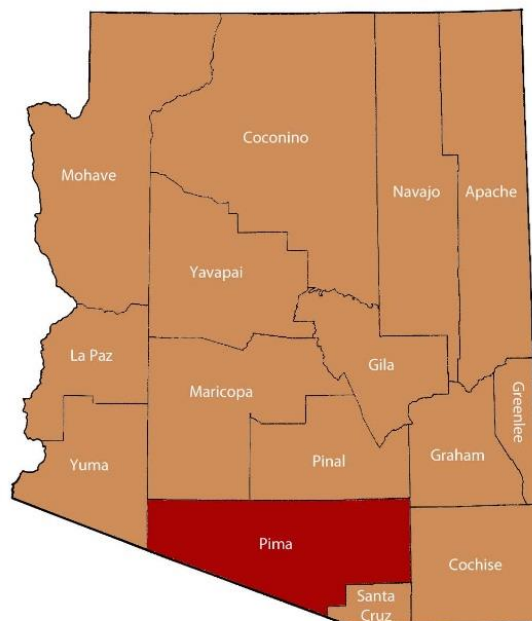 Coconino
Mohave
Navajo
Apache
Yavapai
La Paz
Gila
Maricopa
Greenlee
Yuma
Pinal
Graham
Pima
Cochise
Santa
Cruz